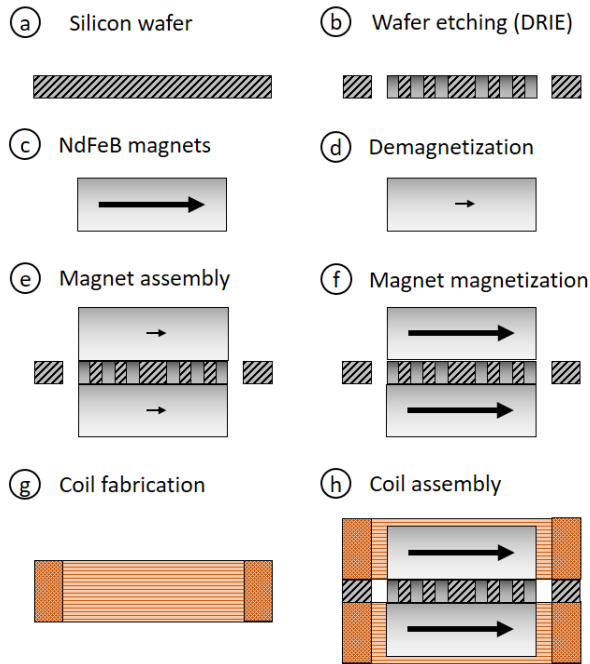 a Silicon wafer
b Wafer etching (DRIE)
c NdFeB magnets
d Demagnetization
e Magnet assembly
f Magnet magnetization
g Coil fabrication
h Coil assembly